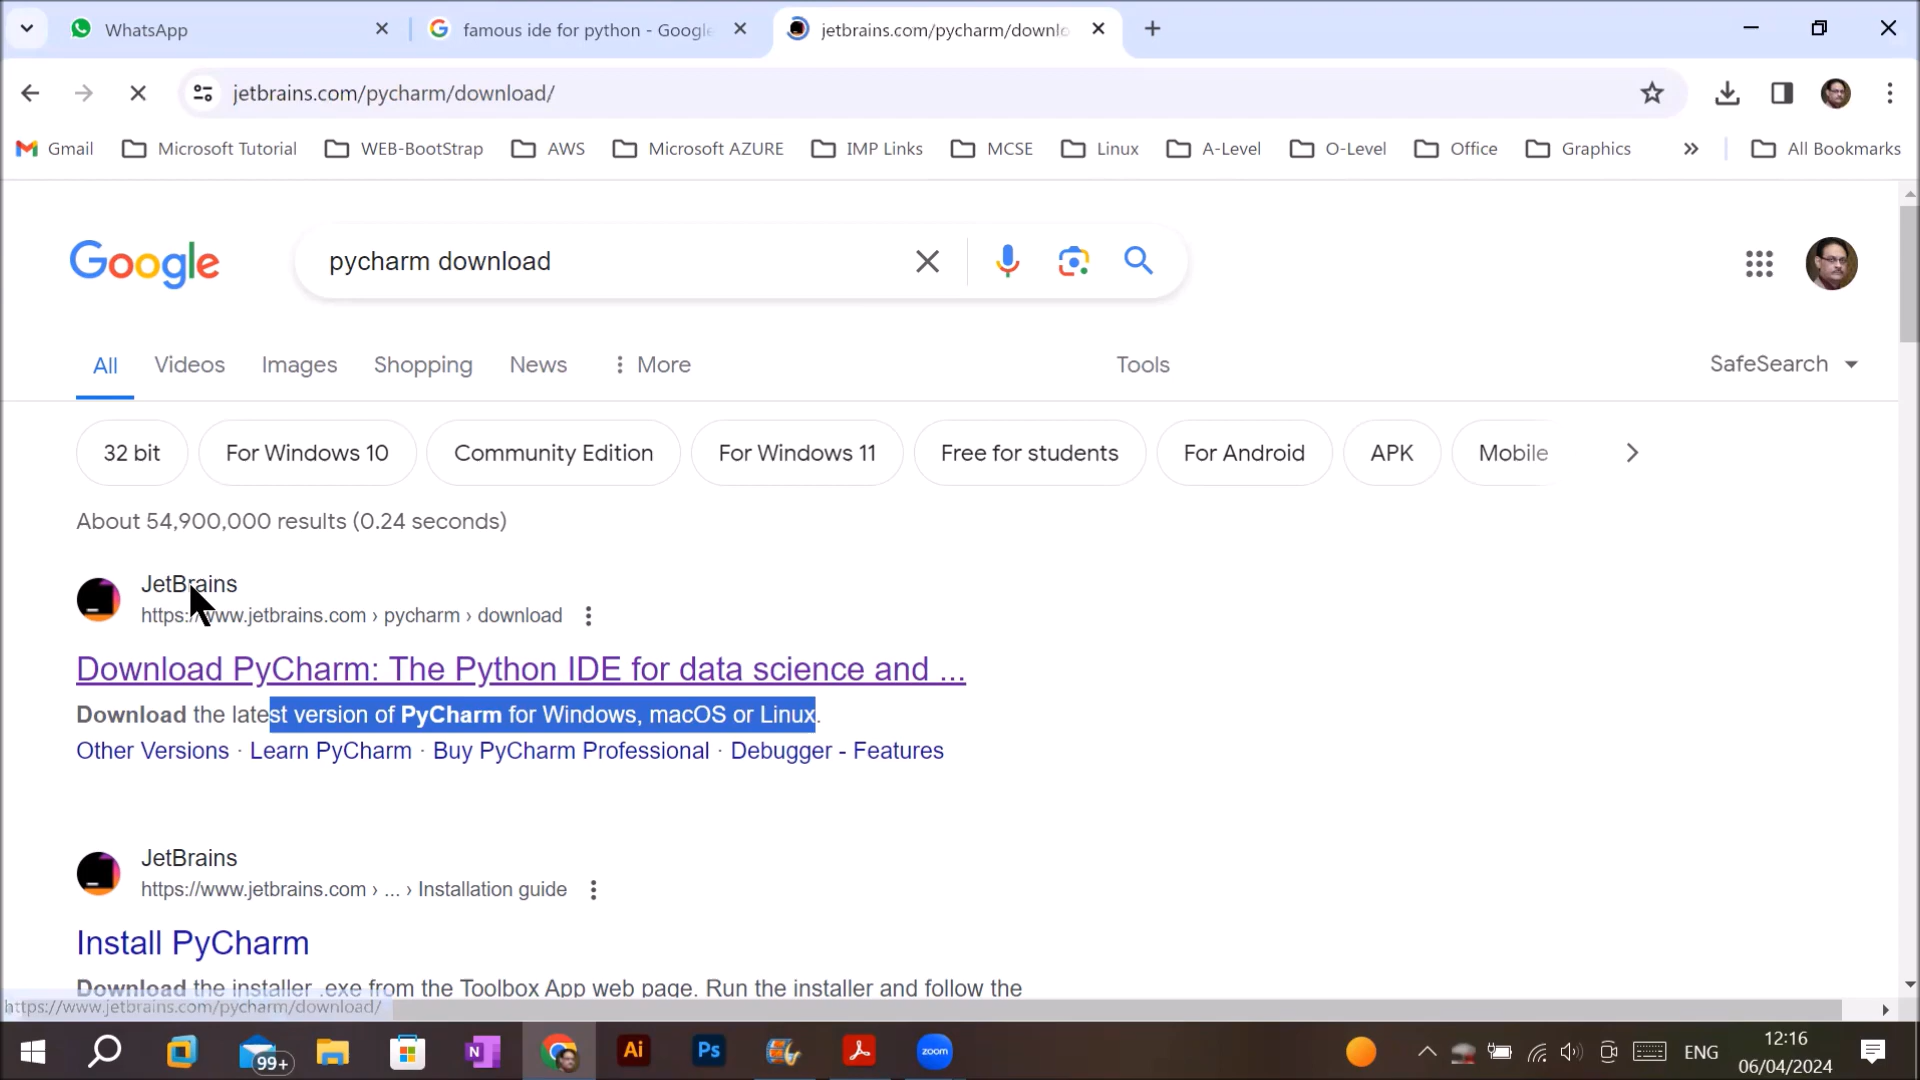 WhatsApp
famous ide for python - Google
jetbrains.com/pycharm/downlo
jetbrains.com/pycharm/download/
Gmail
Microsoft Tutorial
WEB-BootStrap
AWS
Microsoft AZURE
IMP Links
MCSE
Linux
A-Level
O-Level
Office
Graphics
»
All Bookmarks
Google
pycharm download
All
Videos
Images
Shopping
News
More
Tools
SafeSearch
32 bit
For Windows 10
Community Edition
For Windows 11
Free for students
For Android
APK
Mobile
About 54,900,000 results (0.24 seconds)
JetBrains
https://www.jetbrains.com › pycharm › download
Download PyCharm: The Python IDE for data science and ...
Download the latest version of PyCharm for Windows, macOS or Linux.
Other Versions · Learn PyCharm · Buy PyCharm Professional · Debugger - Features
JetBrains
https://www.jetbrains.com › ... › Installation guide
Install PyCharm
Download the installer .exe from the Toolbox App web page. Run the installer and follow the
https://www.jetbrains.com/pycharm/download/
99+
N
Ai
Ps
zoom
ENG
12:16
06/04/2024